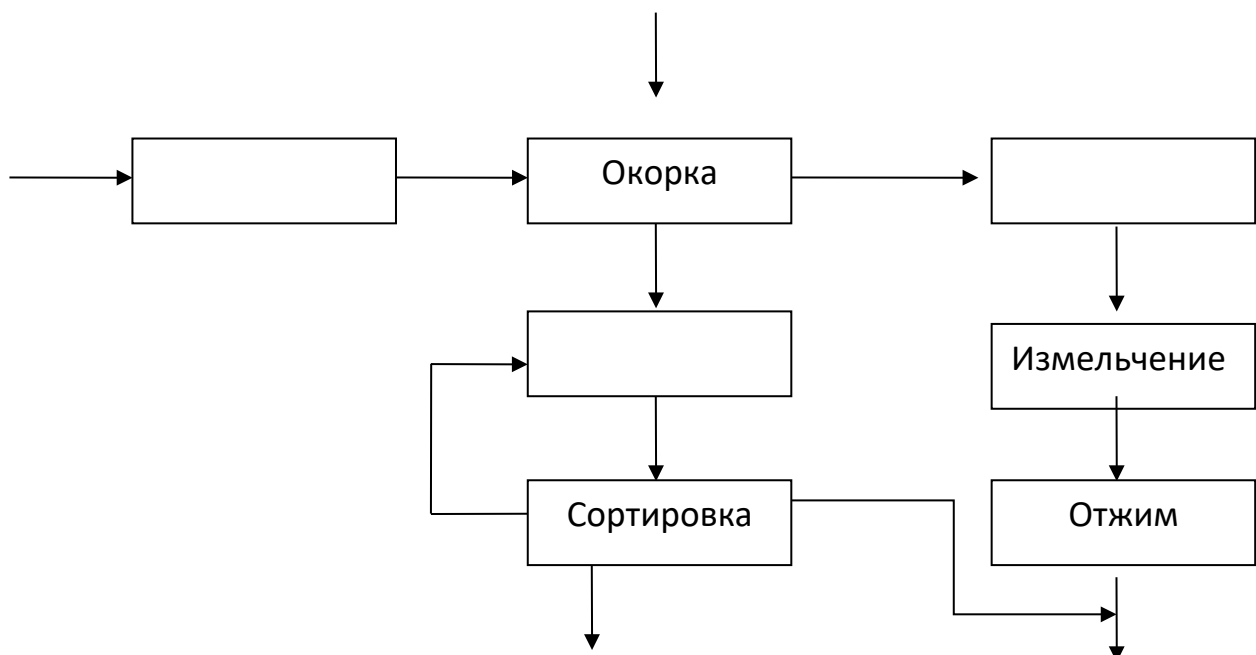 Окорка
Измельчение
Сортировка
Отжим